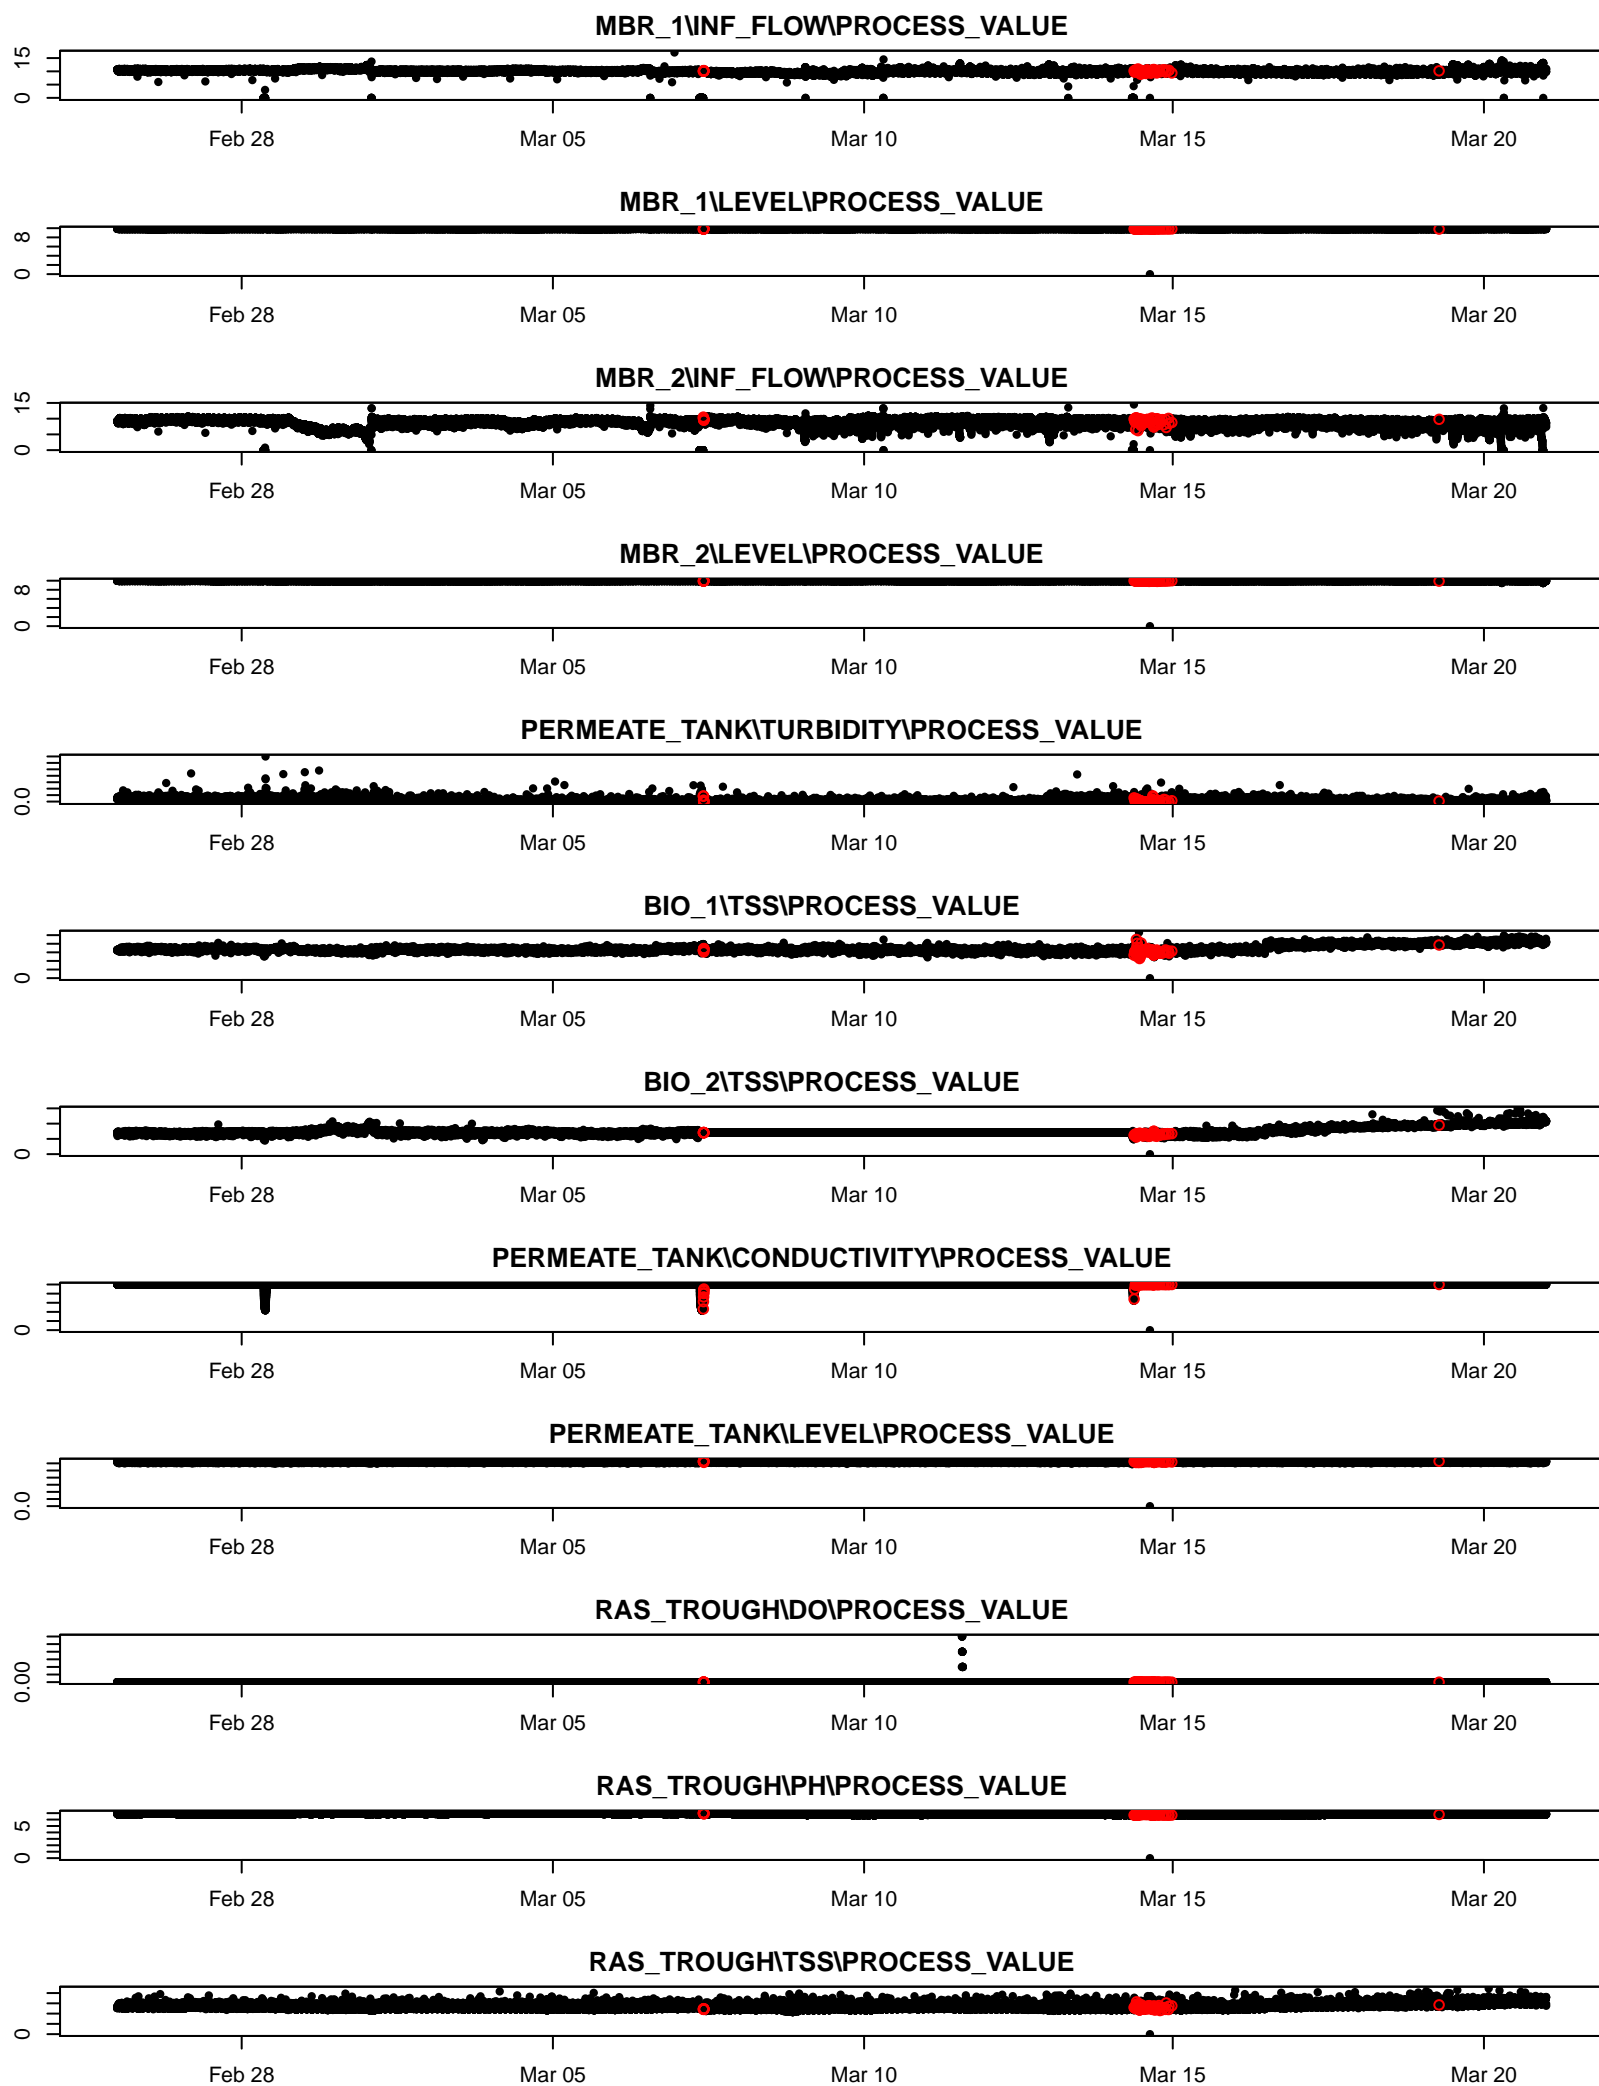 MBR_1\INF_FLOW\PROCESS_VALUE
15
0
Feb 28 Mar 05 Mar 10 Mar 15 Mar 20
MBR_1\LEVEL\PROCESS_VALUE
8
0
Feb 28 Mar 05 Mar 10 Mar 15 Mar 20
MBR_2\INF_FLOW\PROCESS_VALUE
15
0
Feb 28 Mar 05 Mar 10 Mar 15 Mar 20
MBR_2\LEVEL\PROCESS_VALUE
8
0
Feb 28 Mar 05 Mar 10 Mar 15 Mar 20
PERMEATE_TANK\TURBIDITY\PROCESS_VALUE
0.0
Feb 28 Mar 05 Mar 10 Mar 15 Mar 20
BIO_1\TSS\PROCESS_VALUE
0
Feb 28 Mar 05 Mar 10 Mar 15 Mar 20
BIO_2\TSS\PROCESS_VALUE
0
Feb 28 Mar 05 Mar 10 Mar 15 Mar 20
PERMEATE_TANK\CONDUCTIVITY\PROCESS_VALUE
0
Feb 28 Mar 05 Mar 10 Mar 15 Mar 20
PERMEATE_TANK\LEVEL\PROCESS_VALUE
0.0
Feb 28 Mar 05 Mar 10 Mar 15 Mar 20
RAS_TROUGH\DO\PROCESS_VALUE
0.00
Feb 28 Mar 05 Mar 10 Mar 15 Mar 20
RAS_TROUGH\PH\PROCESS_VALUE
5
0
Feb 28 Mar 05 Mar 10 Mar 15 Mar 20
RAS_TROUGH\TSS\PROCESS_VALUE
0
Feb 28 Mar 05 Mar 10 Mar 15 Mar 20